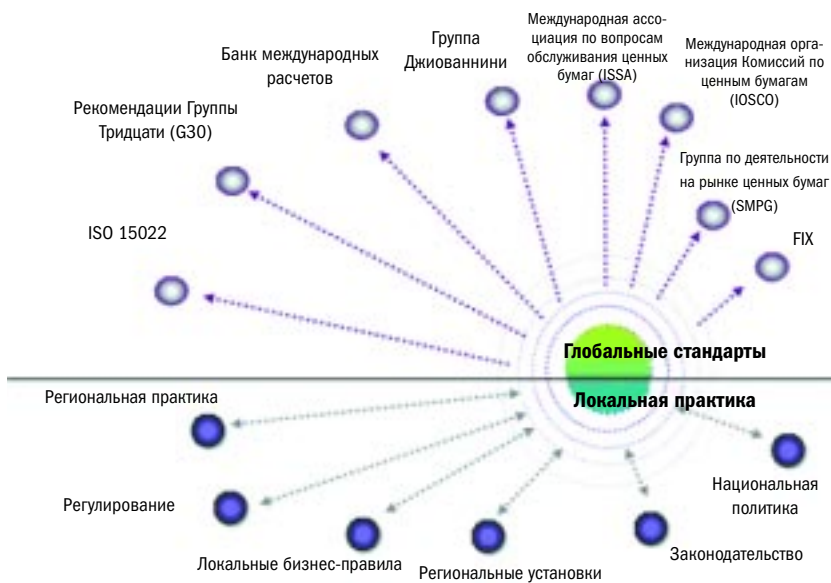 Международная ассо-
циация по вопросам
обслуживания ценных
бумаг (ISSA)
Группа
Джиованнини
Банк международных
расчетов
Международная орга-
низация Комиссий по
ценным бумагам
(IOSCO)
Рекомендации Группы
Тридцати (G30)
Группа по деятельности
на рынке ценных бумаг
(SMPG)
ISO 15022
FIX
Глобальные стандарты
Локальная практика
Региональная практика
Регулирование
Локальные бизнес-правила
Региональные установки
Законодательство
Национальная
политика